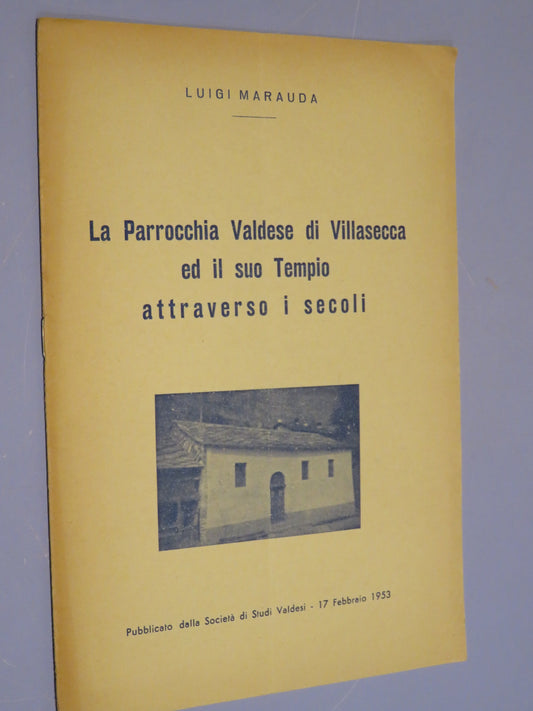 LUIGI MARAUDA
La Parrocchia Valdese di Villasecca
ed il suo Tempio
attraverso i secoli
Pubblicato dalla Società di Studi Valdesi - 17 Febbraio 1953